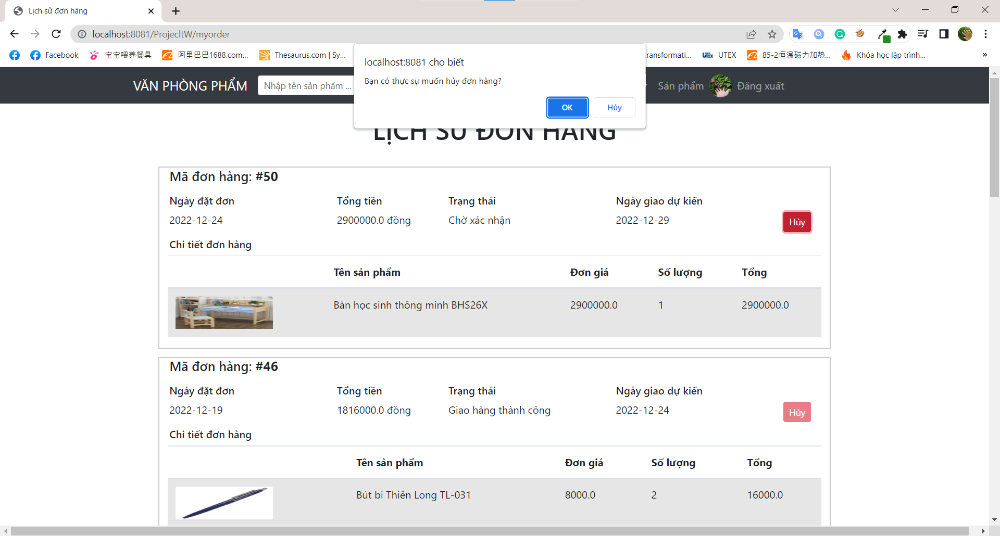 Lịch sử đơn hàng
localhost:8081/ProjecltW/myorder
Facebook
宝宝喂养餐具
阿里巴巴1688.com...
Thesaurus.com | Sy...
transformati...
UEx UTEX
85-2恒温磁力加热...
Khóa học lập trình...
»
localhost:8081 cho biết
Bạn có thực sự muốn hủy đơn hàng?
OK
Hủy
VĂN PHÒNG PHẨM
Nhập tên sản phẩm ...
Sản phẩm
Đăng xuất
LỊCH SỬ ĐƠN HÀNG
Mã đơn hàng: #50
Ngày đặt đơn Tổng tiền Trạng thái Ngày giao dự kiến
2022-12-24 2900000.0 đồng Chờ xác nhận 2022-12-29 Hủy
Chi tiết đơn hàng
Tên sản phẩm Đơn giá Số lượng Tổng
Bàn học sinh thông minh BHS26X 2900000.0 1 2900000.0
Mã đơn hàng: #46
Ngày đặt đơn Tổng tiền Trạng thái Ngày giao dự kiến
2022-12-19 1816000.0 đồng Giao hàng thành công 2022-12-24 Hủy
Chi tiết đơn hàng
Tên sản phẩm Đơn giá Số lượng Tổng
Bút bi Thiên Long TL-031 8000.0 2 16000.0